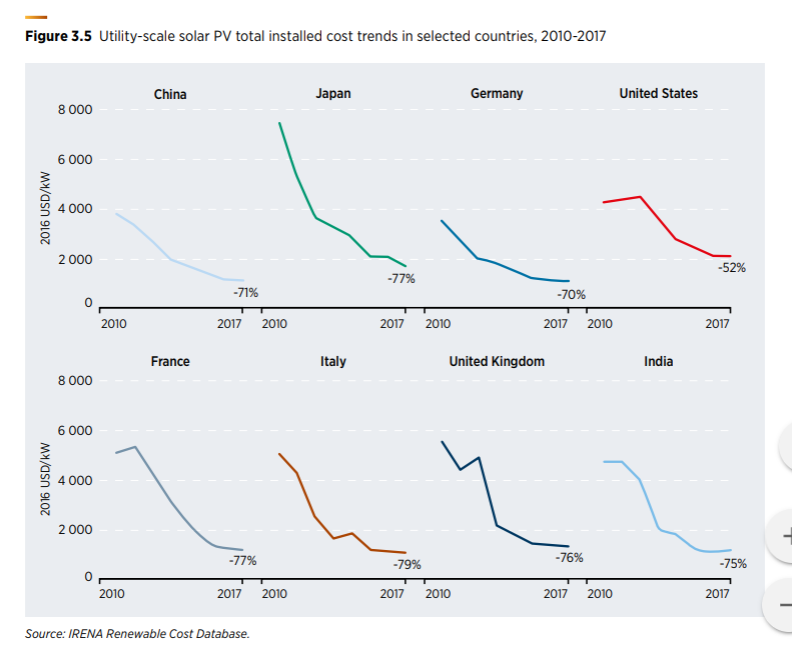 Figure 3.5 Utility-scale solar PV total installed cost trends in selected countries, 2010-2017
China Japan Germany United States
8 000
6 000
4 000
2 000
0
2016 USD/kW
-71% -77% -70% -52%
2010 2017 2010 2017 2010 2017 2010 2017
France Italy United Kingdom India
8 000
6 000
4 000
2 000
0
2016 USD/kW
-77% -79% -76% -75%
2010 2017 2010 2017 2010 2017 2010 2017
Source: IRENA Renewable Cost Database.